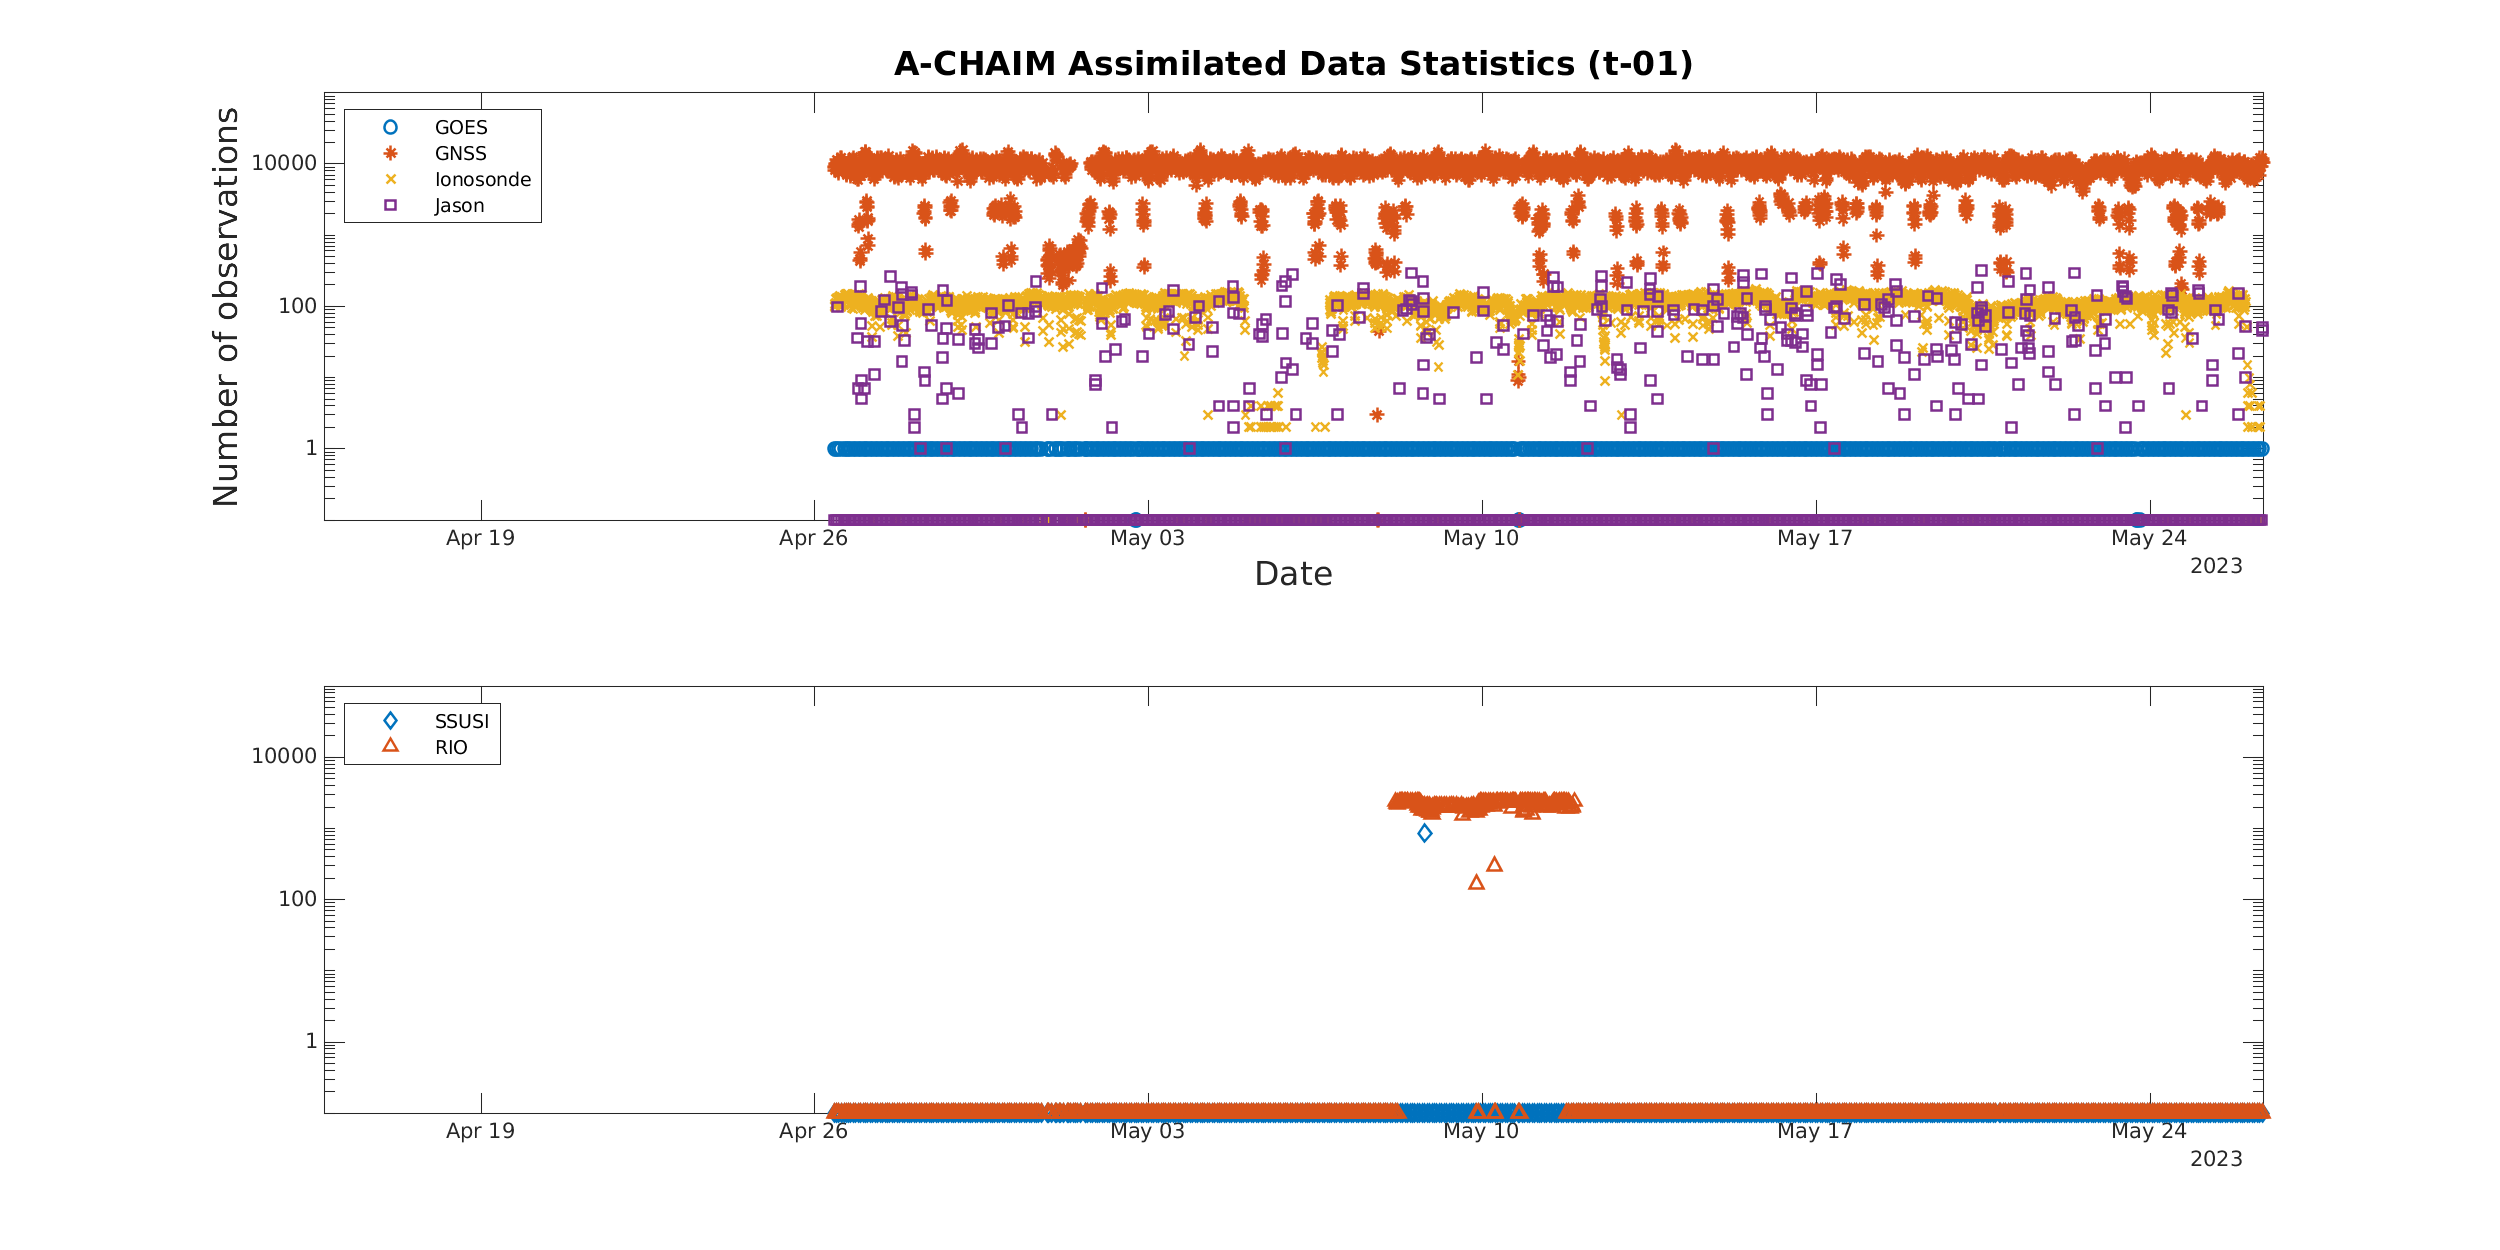 A-CHAIM Assimilated Data Statistics (t-01)
Number of observations
GOES
GNSS
Ionosonde
Jason
10000
100
1
Apr 19 Apr 26 May 03 May 10 May 17 May 24
2023
Date
SSUSI
RIO
10000
100
1
Apr 19 Apr 26 May 03 May 10 May 17 May 24
2023